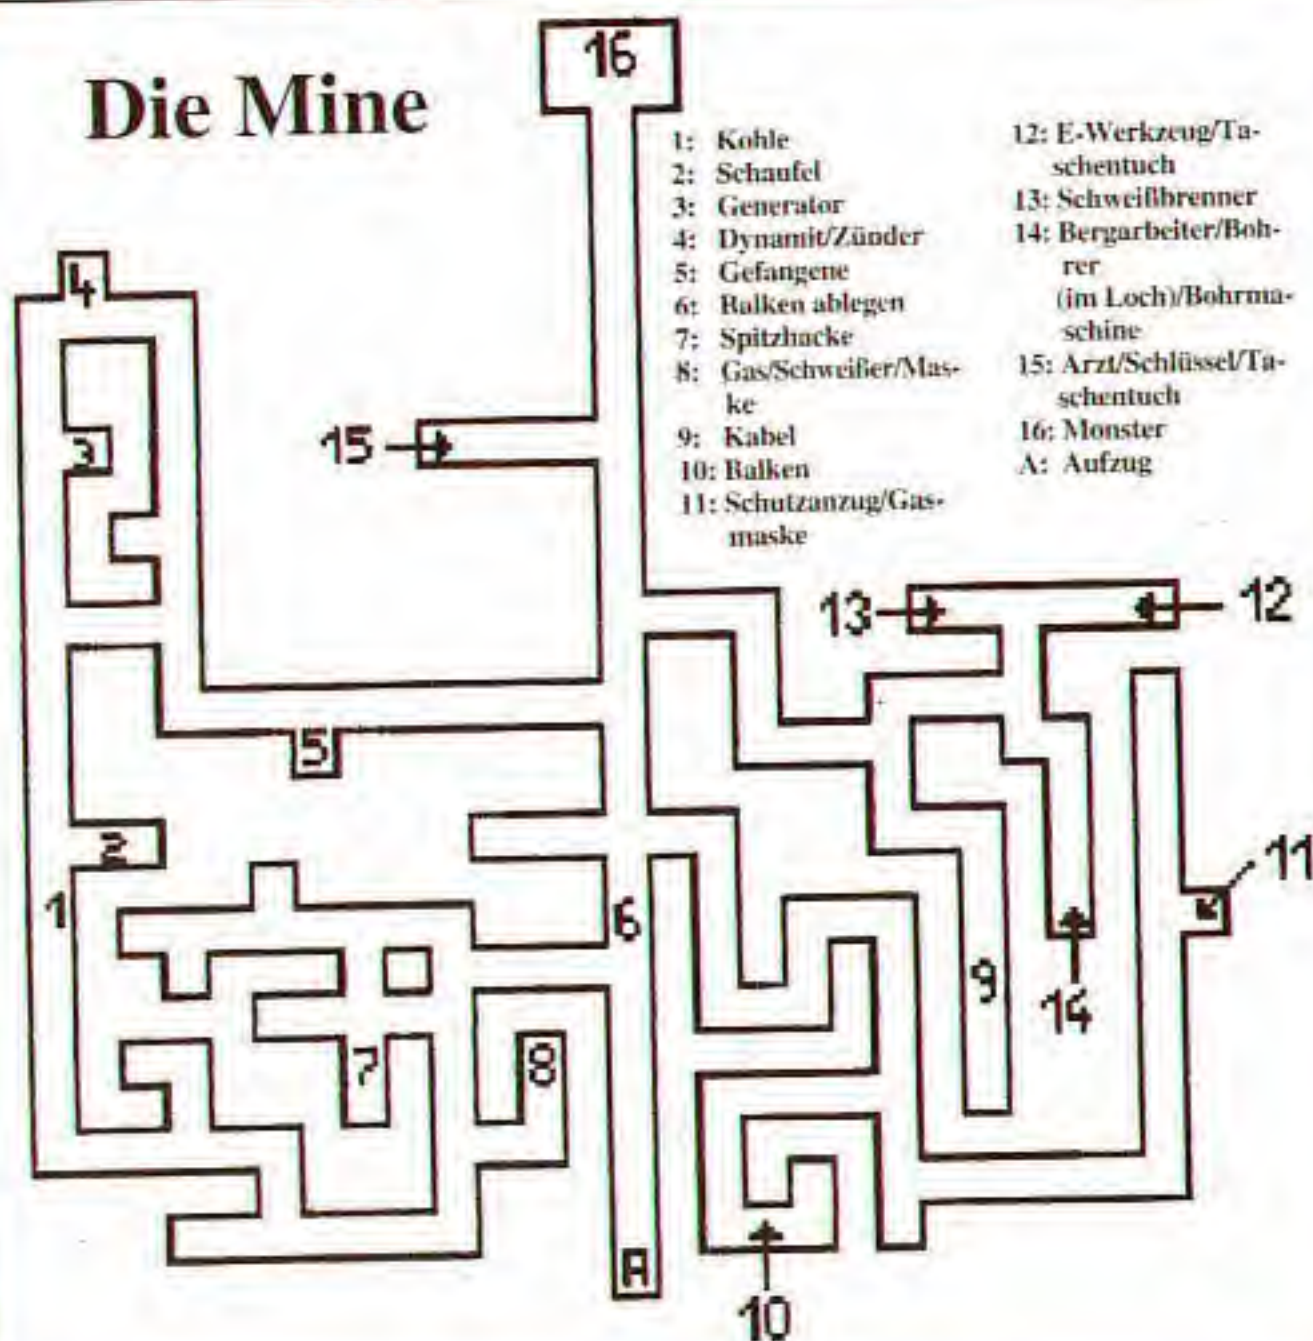 Die Mine
16
1: Kohle
2: Schaufel
3: Generator
4: Dynamit/Zünder
5: Gefangene
6: Balken ablegen
7: Spitzhacke
8: Gas/Schweißer/Mas-
ke
9: Kabel
10: Balken
11: Schutzanzug/Gas-
maske
12: E-Werkzeug/Ta-
schentuch
13: Schweißbrenner
14: Bergarbeiter/Boh-
rer
(im Loch)/Bohrma-
schine
15: Arzt/Schlüssel/Ta-
schentuch
16: Monster
A: Aufzug
4
3
15
13
12
5
2
11
1
6
9
14
7
8
A
10